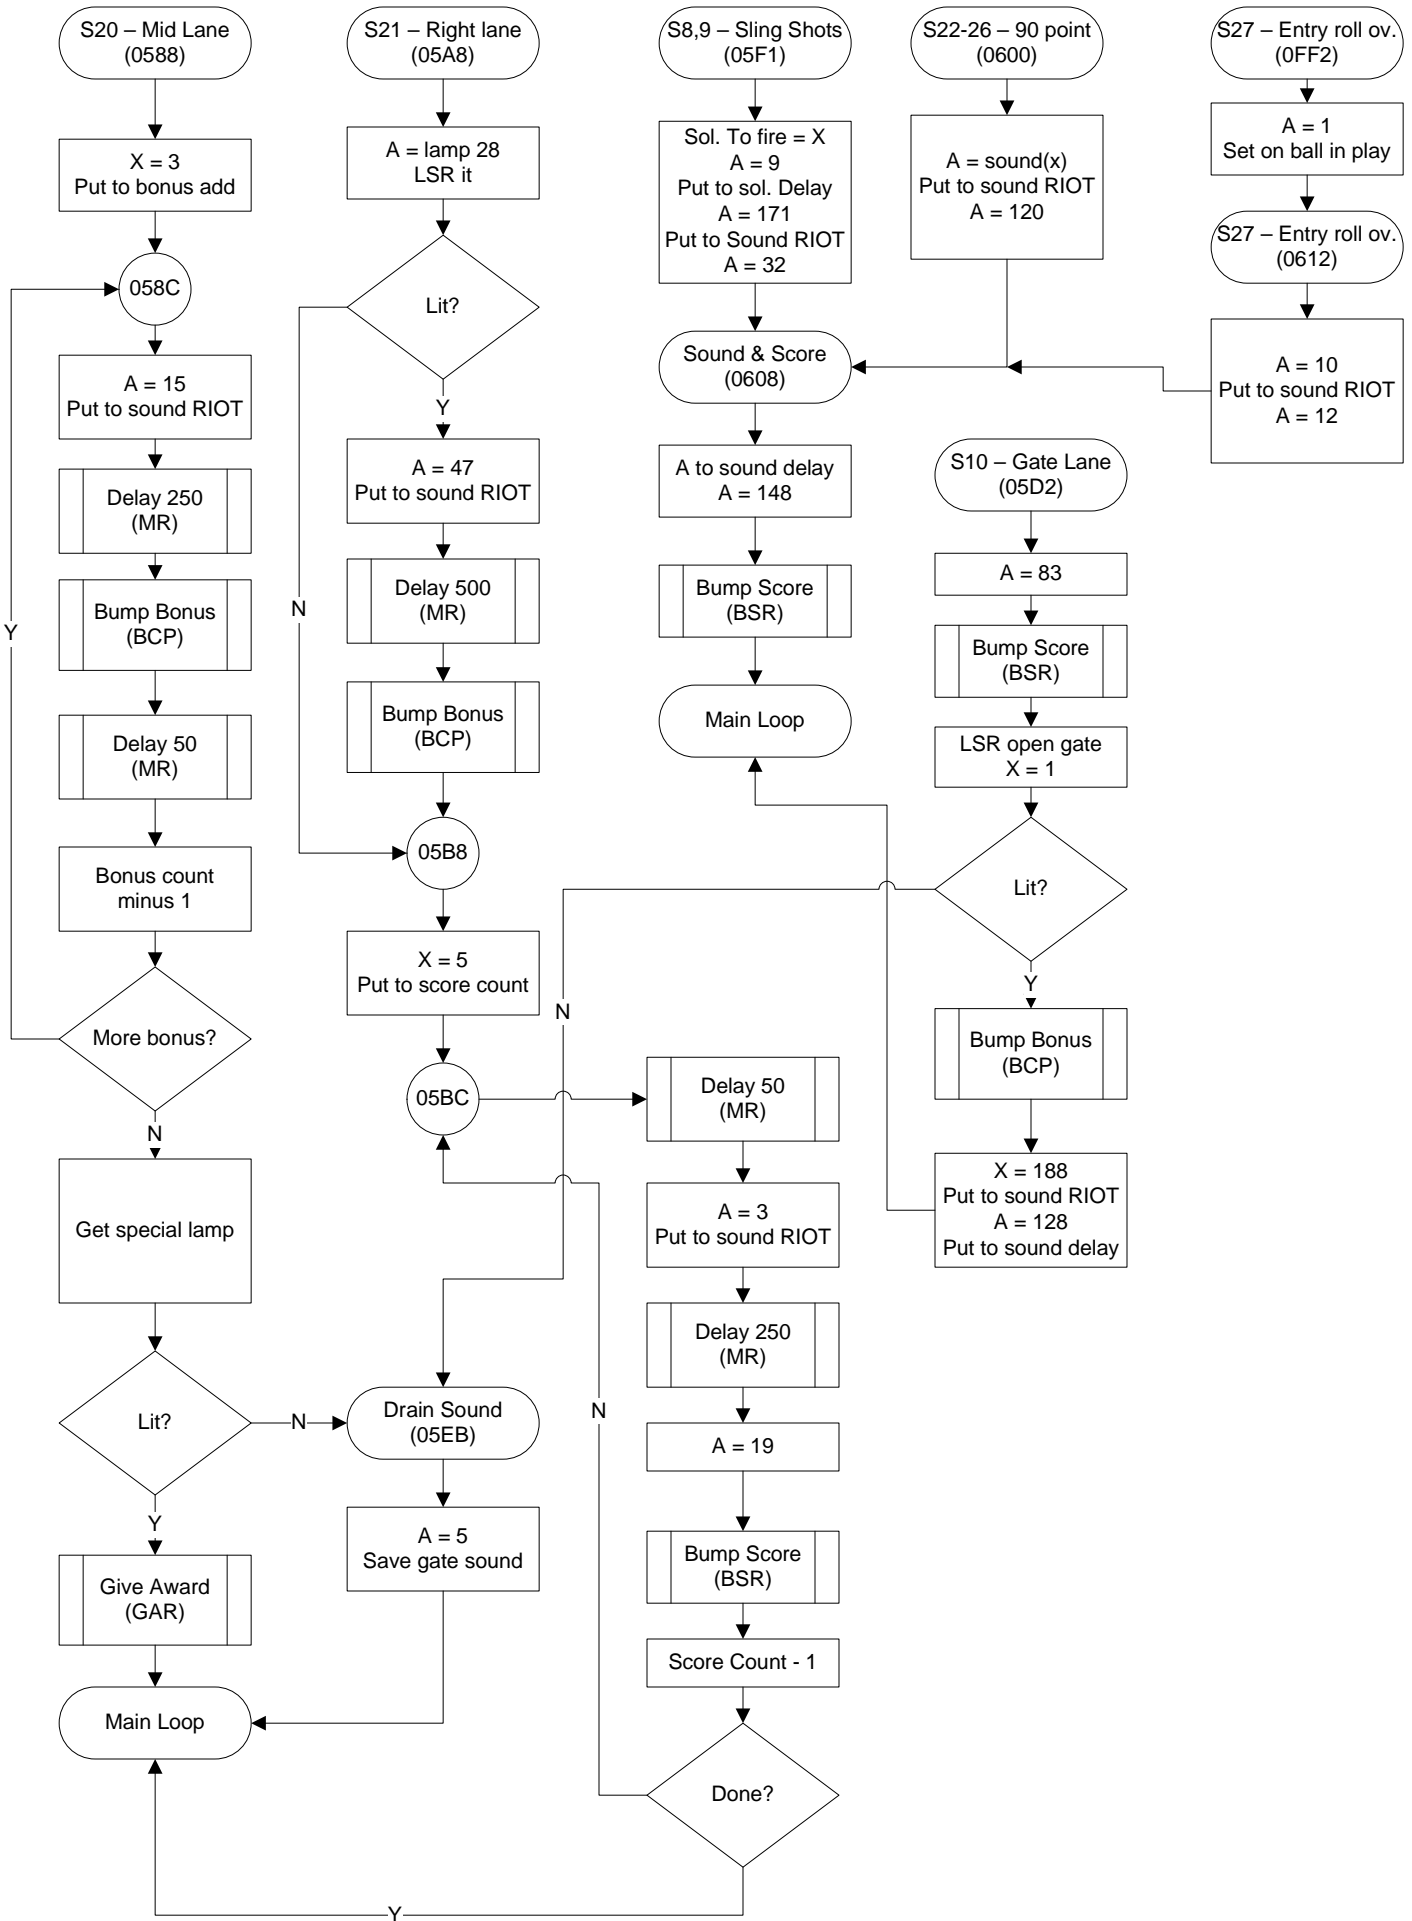 S20 – Mid Lane
(0588)
X = 3
Put to bonus add
058C
A = 15
Put to sound RIOT
Delay 250
(MR)
Bump Bonus
(BCP)
Y
Delay 50
(MR)
Bonus count
minus 1
More bonus?
N
Get special lamp
Lit?
N
Y
Give Award
(GAR)
Main Loop
S21 – Right lane
(05A8)
A = lamp 28
LSR it
Lit?
Y
A = 47
Put to sound RIOT
N
Delay 500
(MR)
Bump Bonus
(BCP)
05B8
X = 5
Put to score count
05BC
Drain Sound
(05EB)
A = 5
Save gate sound
S8,9 – Sling Shots
(05F1)
Sol. To fire = X
A = 9
Put to sol. Delay
A = 171
Put to Sound RIOT
A = 32
Sound & Score
(0608)
A to sound delay
A = 148
Bump Score
(BSR)
Main Loop
N
Delay 50
(MR)
A = 3
Put to sound RIOT
Delay 250
(MR)
N
A = 19
Bump Score
(BSR)
Score Count - 1
Done?
Y
S22-26 – 90 point
(0600)
A = sound(x)
Put to sound RIOT
A = 120
S10 – Gate Lane
(05D2)
A = 83
Bump Score
(BSR)
LSR open gate
X = 1
Lit?
Y
Bump Bonus
(BCP)
X = 188
Put to sound RIOT
A = 128
Put to sound delay
S27 – Entry roll ov.
(0FF2)
A = 1
Set on ball in play
S27 – Entry roll ov.
(0612)
A = 10
Put to sound RIOT
A = 12